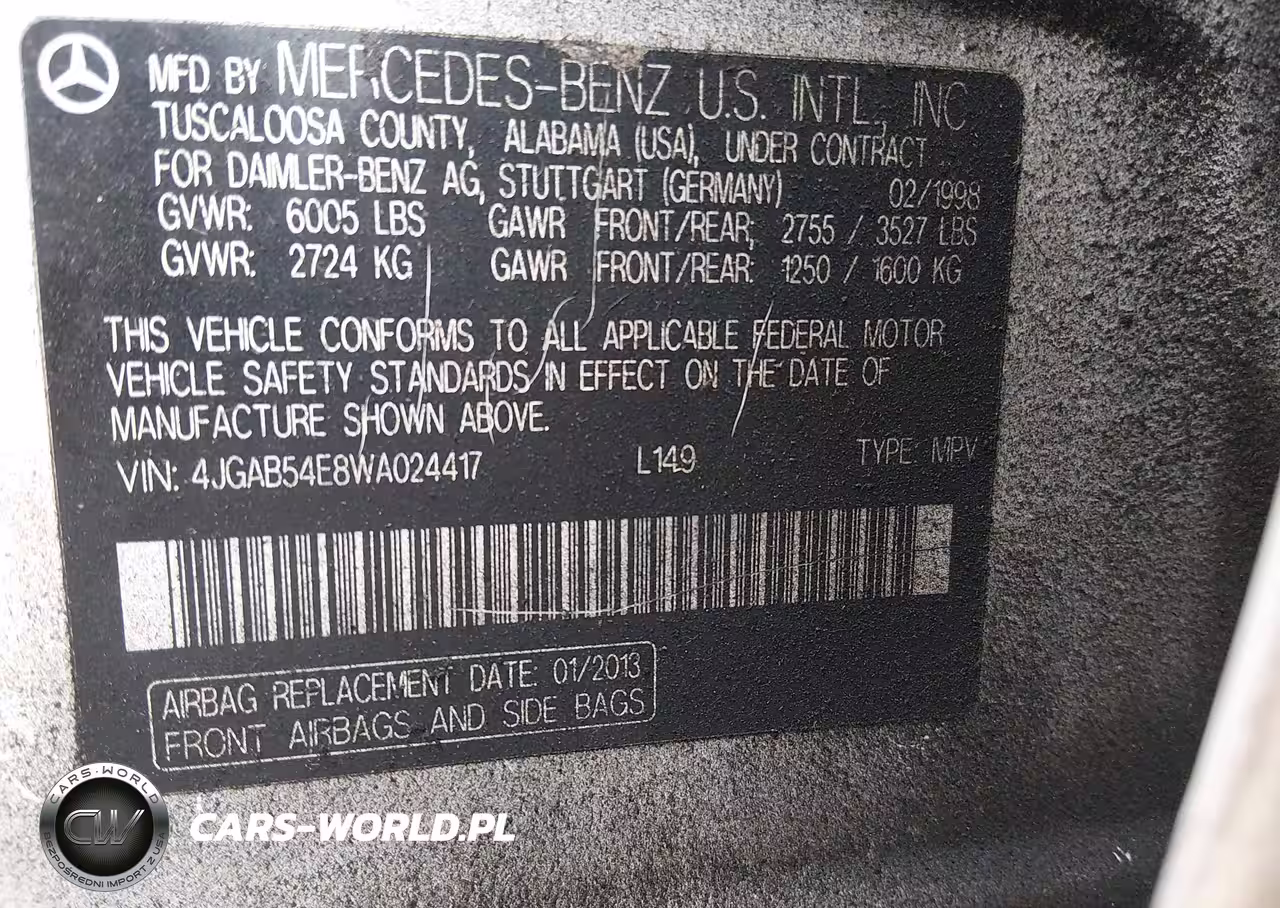 MFD. BY MERCEDES-BENZ U.S. INTL., INC
TUSCALOOSA COUNTY, ALABAMA (USA), UNDER CONTRACT
FOR DAIMLER-BENZ AG, STUTTGART (GERMANY) 02/1998
GVWR: 6005 LBS GAWR FRONT/REAR: 2755 / 3527 LBS
GVWR: 2724 KG GAWR FRONT/REAR: 1250 / 1600 KG
THIS VEHICLE CONFORMS TO ALL APPLICABLE FEDERAL MOTOR
VEHICLE SAFETY STANDARDS IN EFFECT ON THE DATE OF
MANUFACTURE SHOWN ABOVE.
VIN: 4JGAB54E8WA024417 L149 TYPE: MPV
AIRBAG REPLACEMENT DATE: 01/2013
FRONT AIRBAGS AND SIDE BAGS
CARS-WORLD
CW
BEZPOŚREDNI IMPORT Z USA
CARS-WORLD.PL